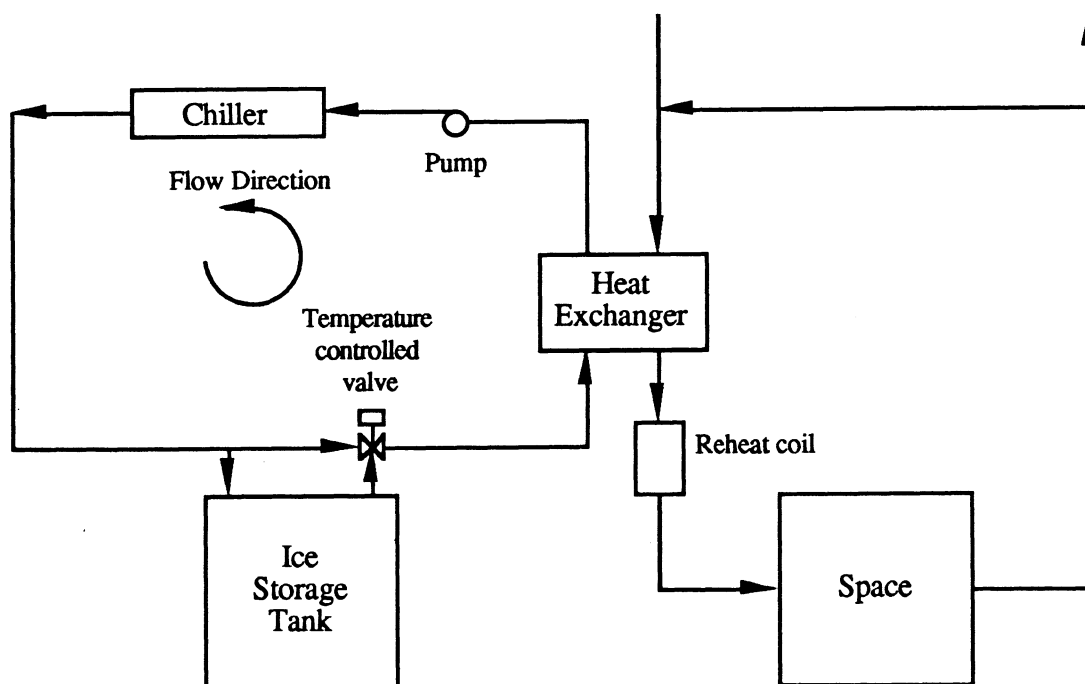 Chiller
Pump
Flow Direction
Heat
Exchanger
Temperature
controlled
valve
Reheat coil
Ice
Storage
Tank
Space